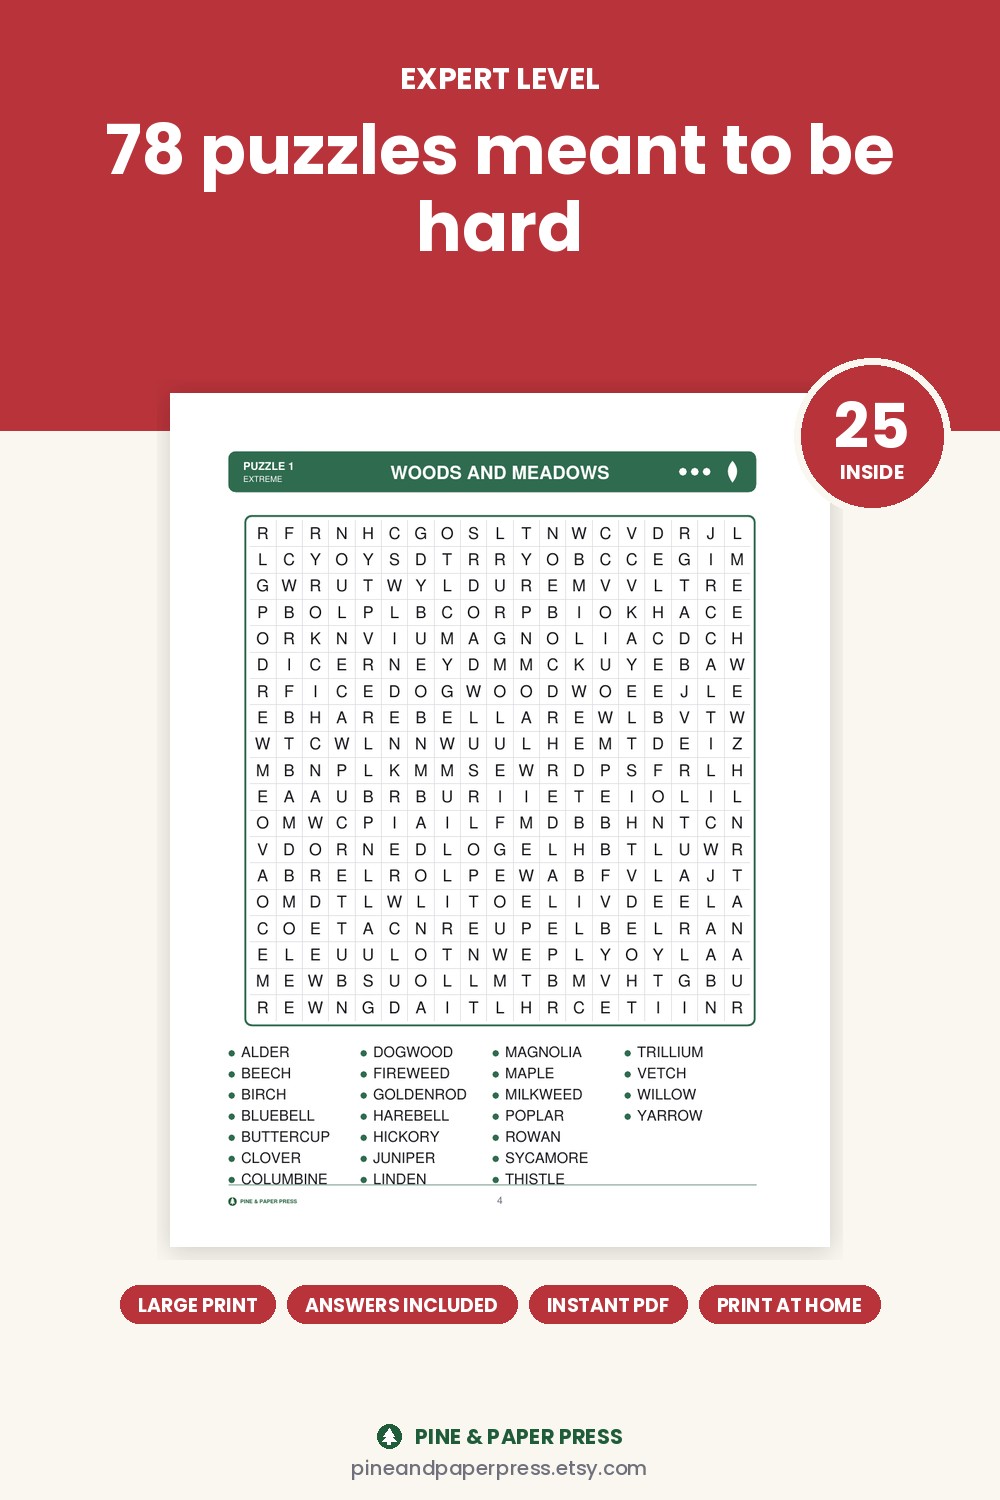 EXPERT LEVEL
78 puzzles meant to be
hard
25
INSIDE
PUZZLE 1
EXTREME
WOODS AND MEADOWS
R F R N H C G O S L T N W C V D R J L
L C Y O Y S D T R R Y O B C C E G I M
G W R U T W Y L D U R E M V V L T R E
P B O L P L B C O R P B I O K H A C E
O R K N V I U M A G N O L I A C D C H
D I C E R N E Y D M M C K U Y E B A W
R F I C E D O G W O O D W O E E J L E
E B H A R E B E L L A R E W L B V T W
W T C W L N N W U U L H E M T D E I Z
M B N P L K M M S E W R D P S F R L H
E A A U B R B U R I I E T E I O L I L
O M W C P I A I L F M D B B H N T C N
V D O R N E D L O G E L H B T L U W R
A B R E L R O L P E W A B F V L A J T
O M D T L W L I T O E L I V D E E L A
C O E T A C N R E U P E L B E L R A N
E L E U U L O T N W E P L Y O Y L A A
M E W B S U O L L M T B M V H T G B U
R E W N G D A I T L H R C E T I I N R
ALDER
BEECH
BIRCH
BLUEBELL
BUTTERCUP
CLOVER
COLUMBINE
DOGWOOD
FIREWEED
GOLDENROD
HAREBELL
HICKORY
JUNIPER
LINDEN
MAGNOLIA
MAPLE
MILKWEED
POPLAR
ROWAN
SYCAMORE
THISTLE
TRILLIUM
VETCH
WILLOW
YARROW
PINE & PAPER PRESS
4
LARGE PRINT
ANSWERS INCLUDED
INSTANT PDF
PRINT AT HOME
PINE & PAPER PRESS
pineandpaperpress.etsy.com